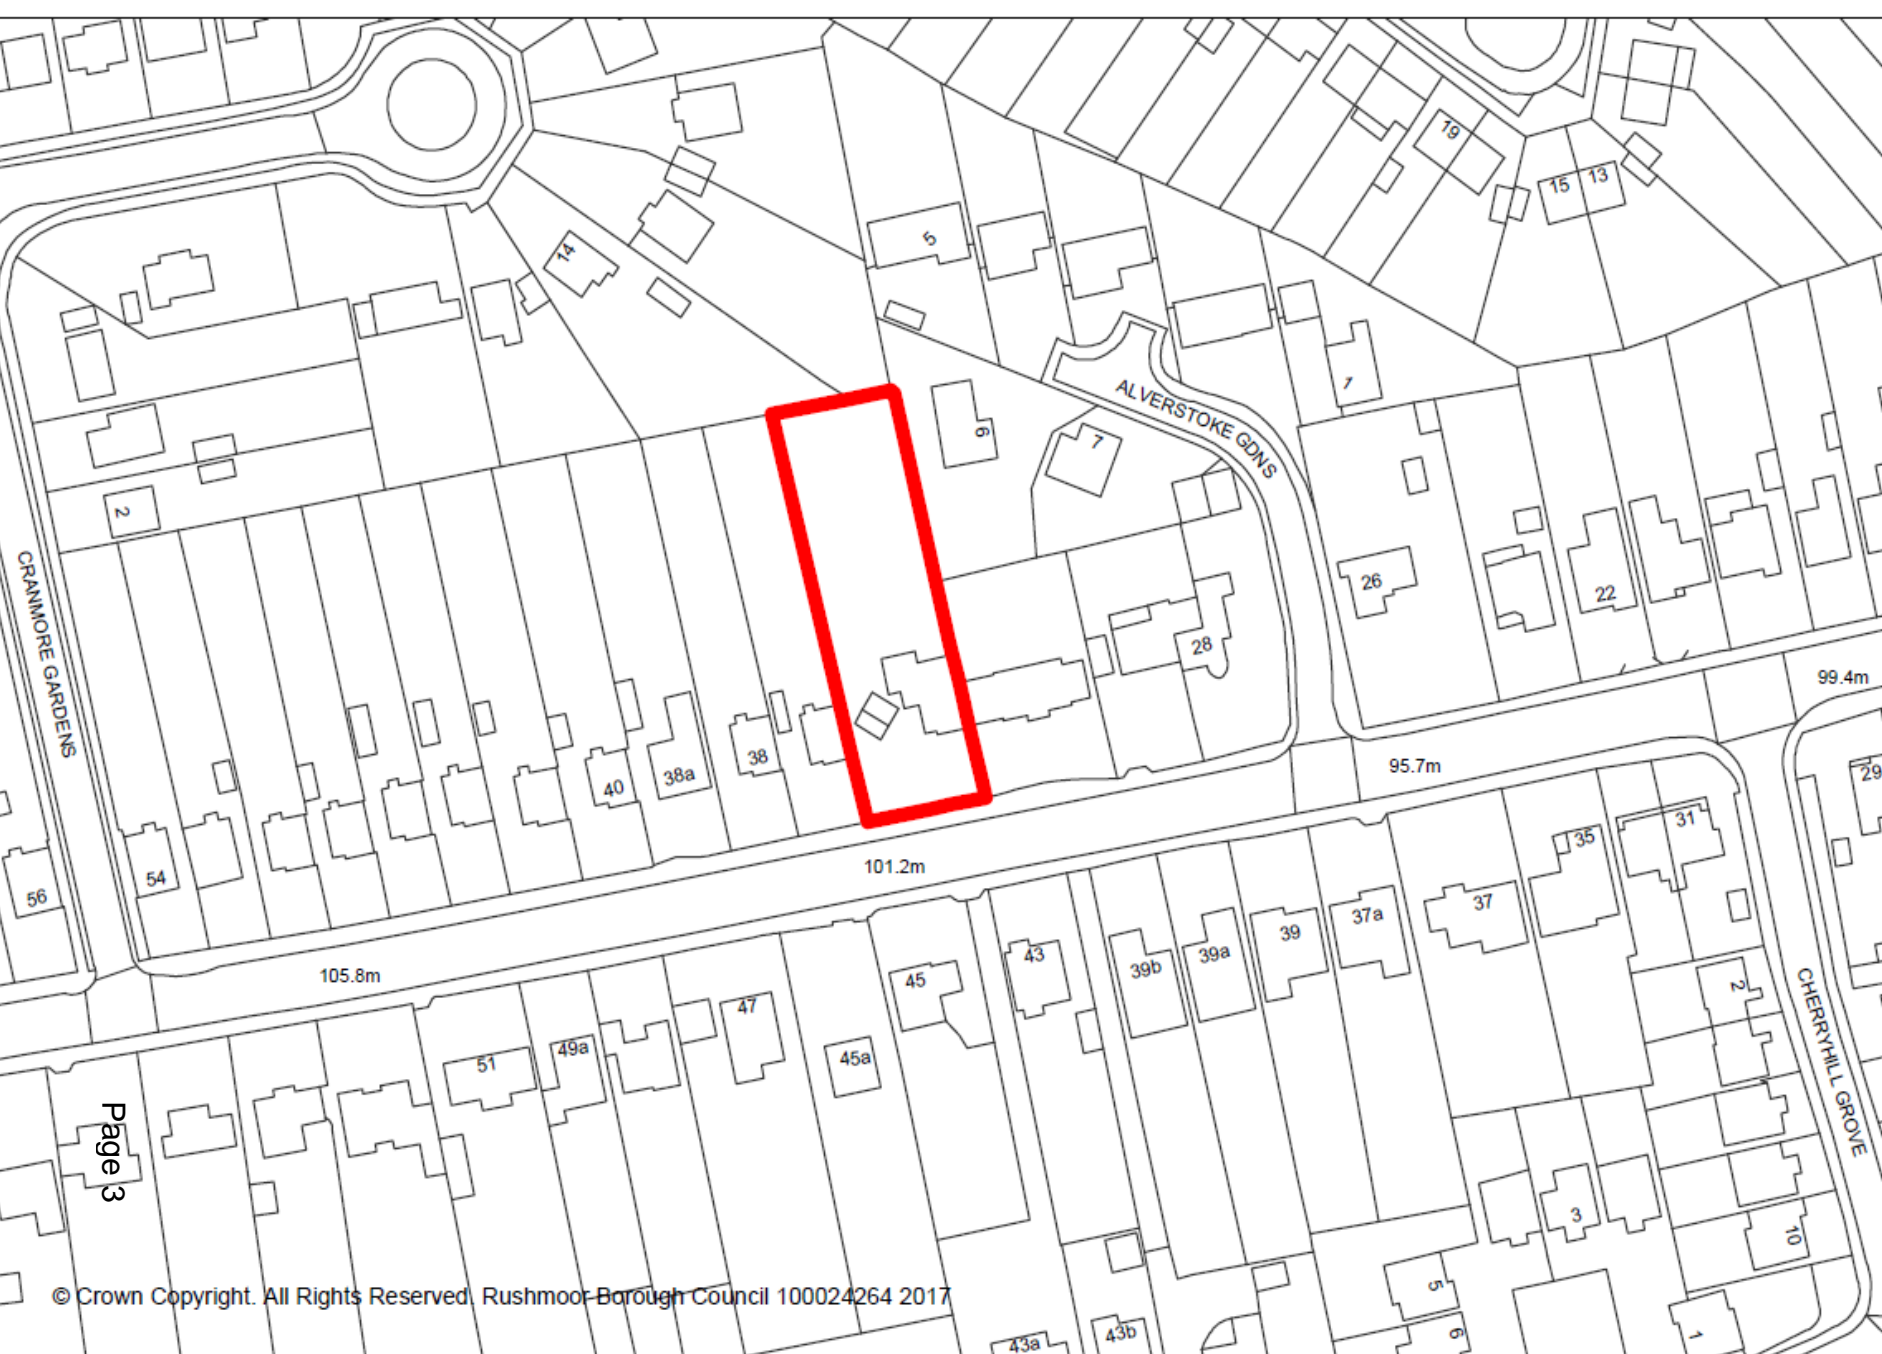 19
15
13
5
14
1
ALVERSTOKE GDNS
6
7
2
CRANMORE GARDENS
26
22
28
99.4m
38
38a
40
95.7m
29
54
56
101.2m
31
35
37
37a
39
39a
39b
43
45
105.8m
47
45a
49a
51
2
CHERRYHILL GROVE
Page 3
3
10
5
6
1
43a
43b
© Crown Copyright. All Rights Reserved. Rushmoor Borough Council 100024264 2017